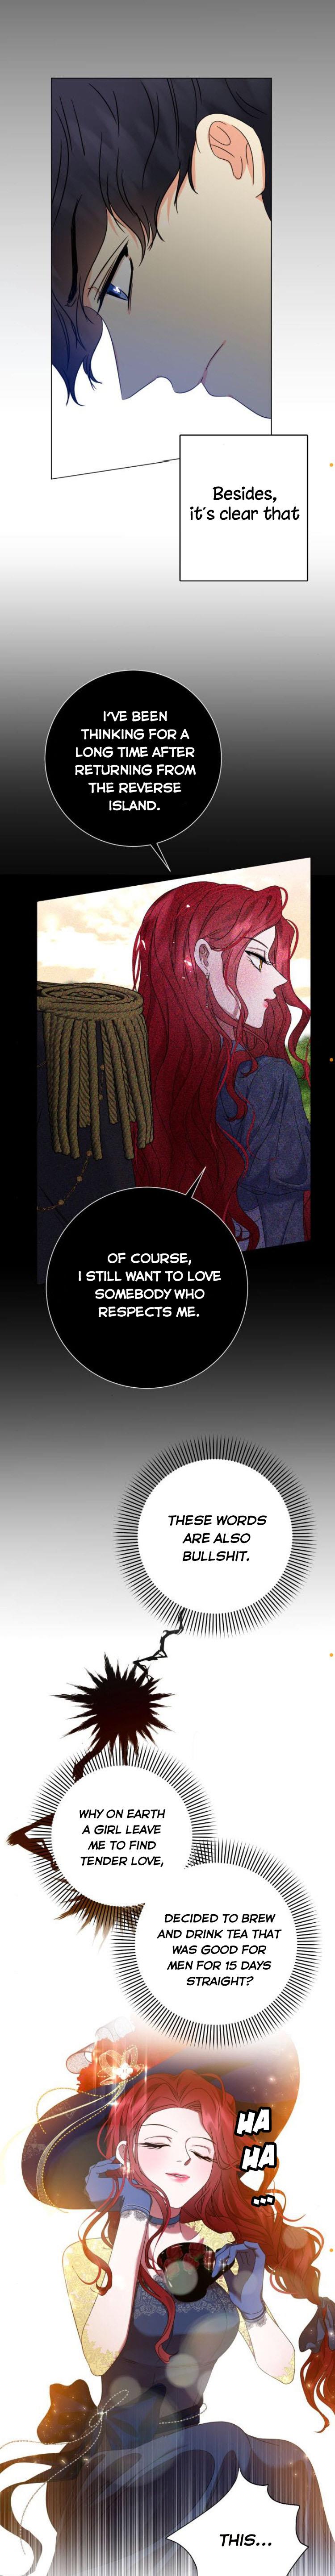 Besides,
it's clear that
I'VE BEEN
THINKING FOR A
LONG TIME AFTER
RETURNING FROM
THE REVERSE
ISLAND.
OF COURSE,
I STILL WANT TO LOVE
SOMEBODY WHO
RESPECTS ME.
THESE WORDS
ARE ALSO
BULLSHIT.
WHY ON EARTH
A GIRL LEAVE
ME TO FIND
TENDER LOVE,
DECIDED TO BREW
AND DRINK TEA THAT
WAS GOOD FOR
MEN FOR 15 DAYS
STRAIGHT?
HA
HA
...
THIS...